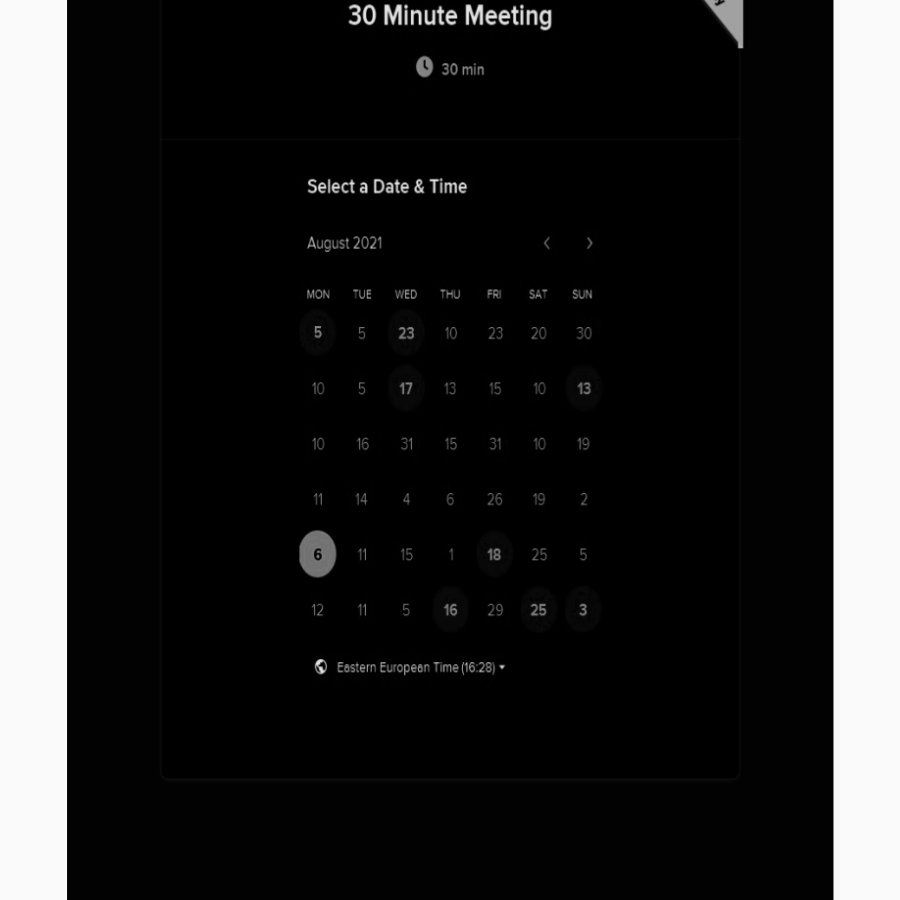 30 Minute Meeting
30 min
Select a Date & Time
August 2021
MON TUE WED THU FRI SAT SUN
5 5 23 10 23 20 30
10 5 17 13 15 10 13
10 16 31 15 31 10 19
11 14 4 6 26 19 2
6 11 15 1 18 25 5
12 11 5 16 29 25 3
Eastern European Time (16:28)